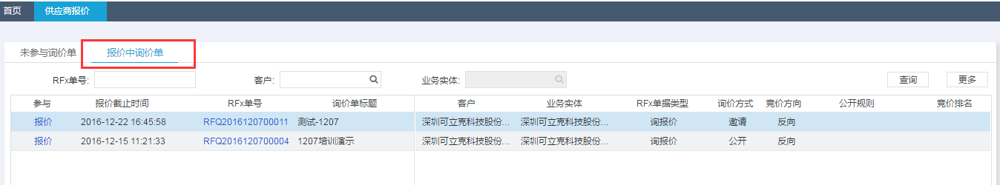 首页 供应商报价
未参与询价单 报价中询价单
RFx单号: 客户: 业务实体: 查询 更多
参与 报价截止时间 RFx单号 询价单标题 客户 业务实体 RFx单据类型 询价方式 竞价方向 公开规则 竞价排名
报价 2016-12-22 16:45:58 RFQ2016120700011 测试-1207 深圳可立克科技股份... 深圳可立克科技股份... 询报价 邀请 反向
报价 2016-12-15 11:21:33 RFQ2016120700004 1207培训演示 深圳可立克科技股份... 深圳可立克科技股份... 询报价 公开 反向